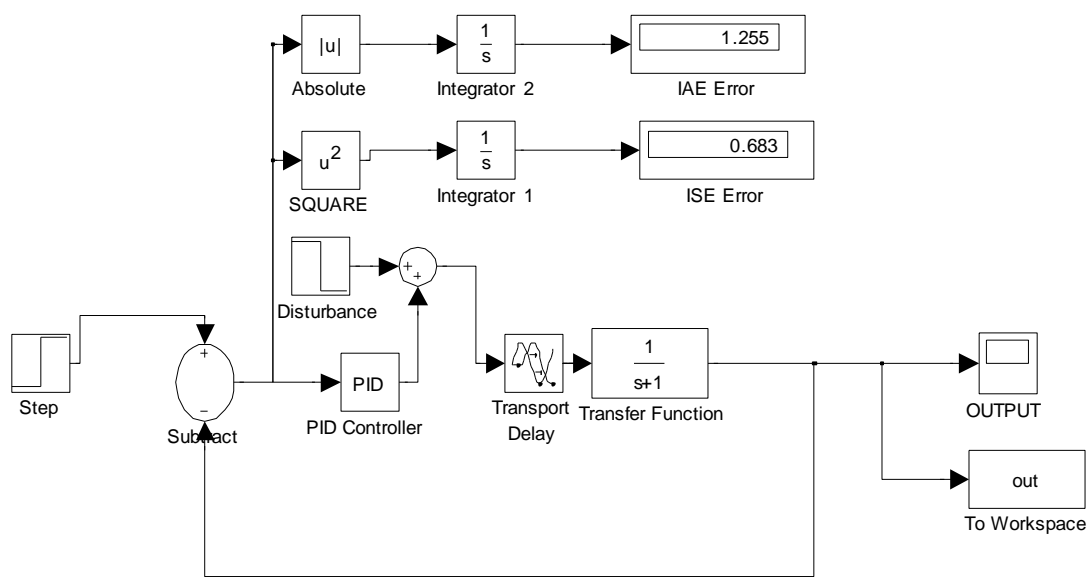 |u|
Absolute
1
s
Integrator 2
1.255
IAE Error
u2
SQUARE
1
s
Integrator 1
0.683
ISE Error
Disturbance
+
+
Step
+
−
Subtract
PID
PID Controller
Transport
Delay
1
s+1
Transfer Function
OUTPUT
out
To Workspace